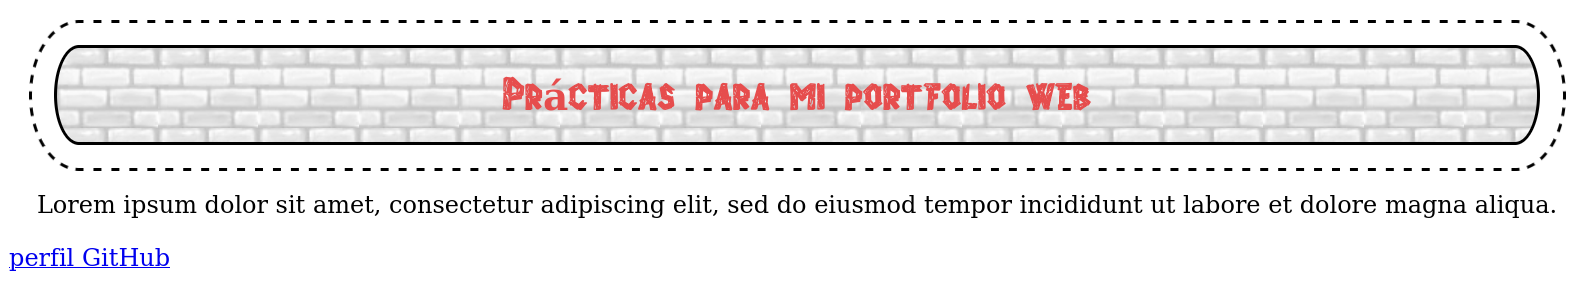 Prácticas para mi portfolio web
Lorem ipsum dolor sit amet, consectetur adipiscing elit, sed do eiusmod tempor incididunt ut labore et dolore magna aliqua.
perfil GitHub